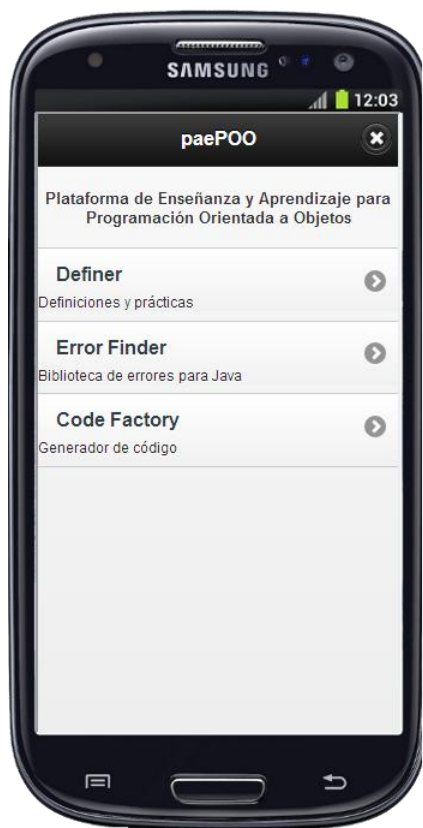 SAMSUNG
12:03
paePOO
Plataforma de Enseñanza y Aprendizaje para
Programación Orientada a Objetos
Definer
Definiciones y prácticas
Error Finder
Biblioteca de errores para Java
Code Factory
Generador de código